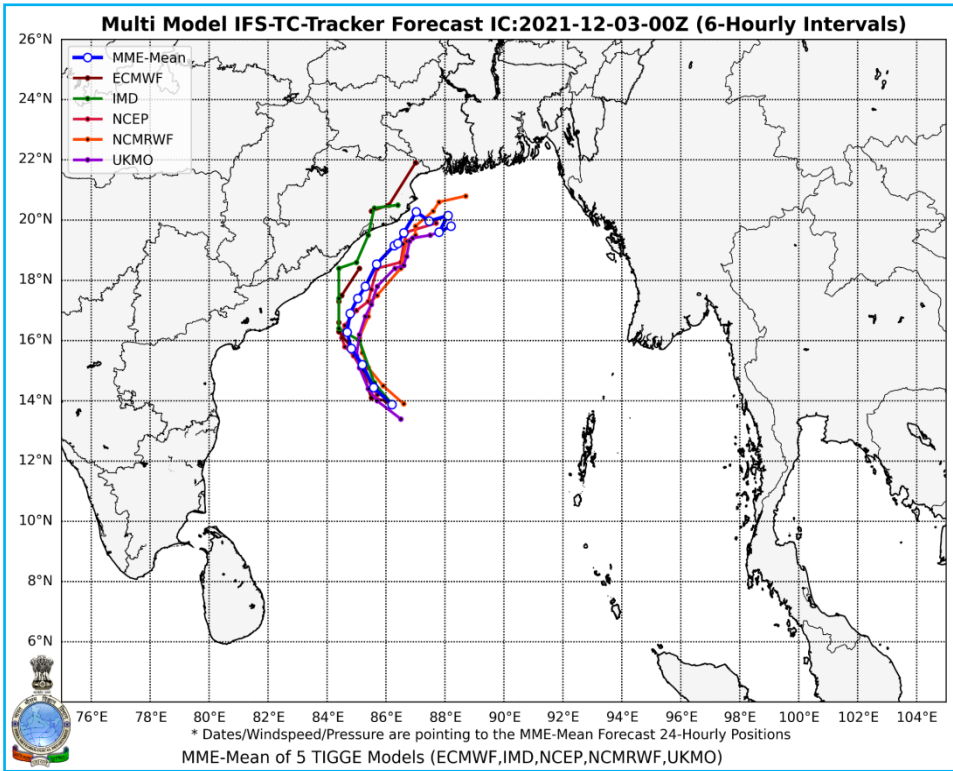 Multi Model IFS-TC-Tracker Forecast IC:2021-12-03-00Z (6-Hourly Intervals)
26°N
MME-Mean
ECMWF
IMD
NCEP
NCMRWF
UKMO
24°N
22°N
20°N
18°N
16°N
14°N
12°N
10°N
8°N
6°N
76°E 78°E 80°E 82°E 84°E 86°E 88°E 90°E 92°E 94°E 96°E 98°E 100°E 102°E 104°E
* Dates/Windspeed/Pressure are pointing to the MME-Mean Forecast 24-Hourly Positions
MME-Mean of 5 TIGGE Models (ECMWF,IMD,NCEP,NCMRWF,UKMO)